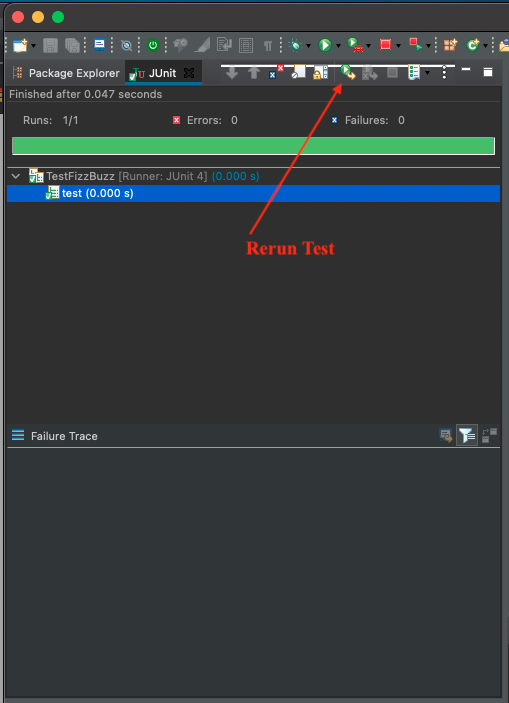 Package Explorer
JUnit
Finished after 0.047 seconds
Runs: 1/1
Errors: 0
Failures: 0
TestFizzBuzz [Runner: JUnit 4] (0.000 s)
test (0.000 s)
Rerun Test
Failure Trace